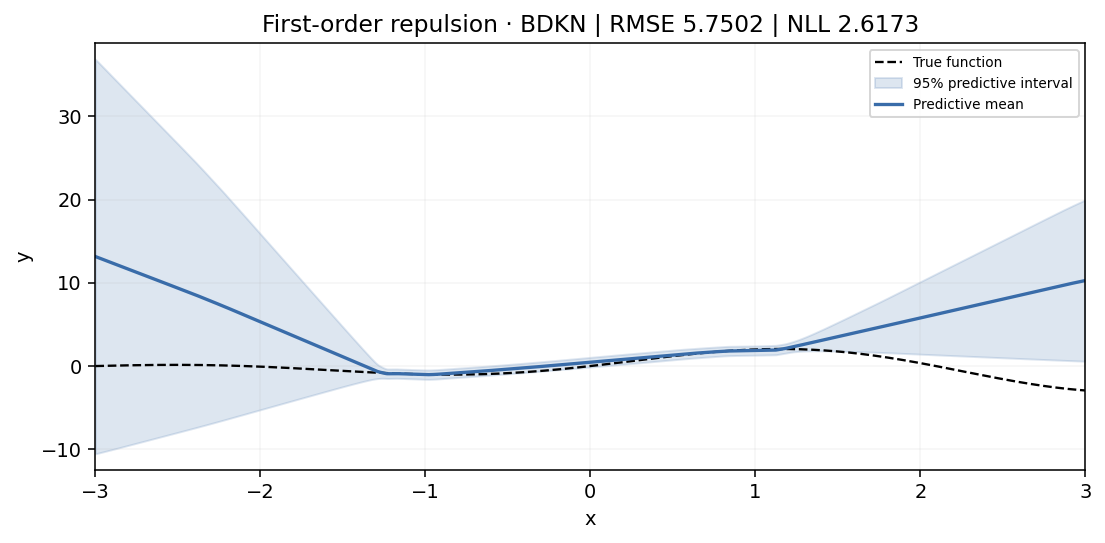 First-order repulsion · BDKN | RMSE 5.7502 | NLL 2.6173
True function
95% predictive interval
Predictive mean
30
20
10
0
−10
y
−3
−2
−1
0
1
2
3
x